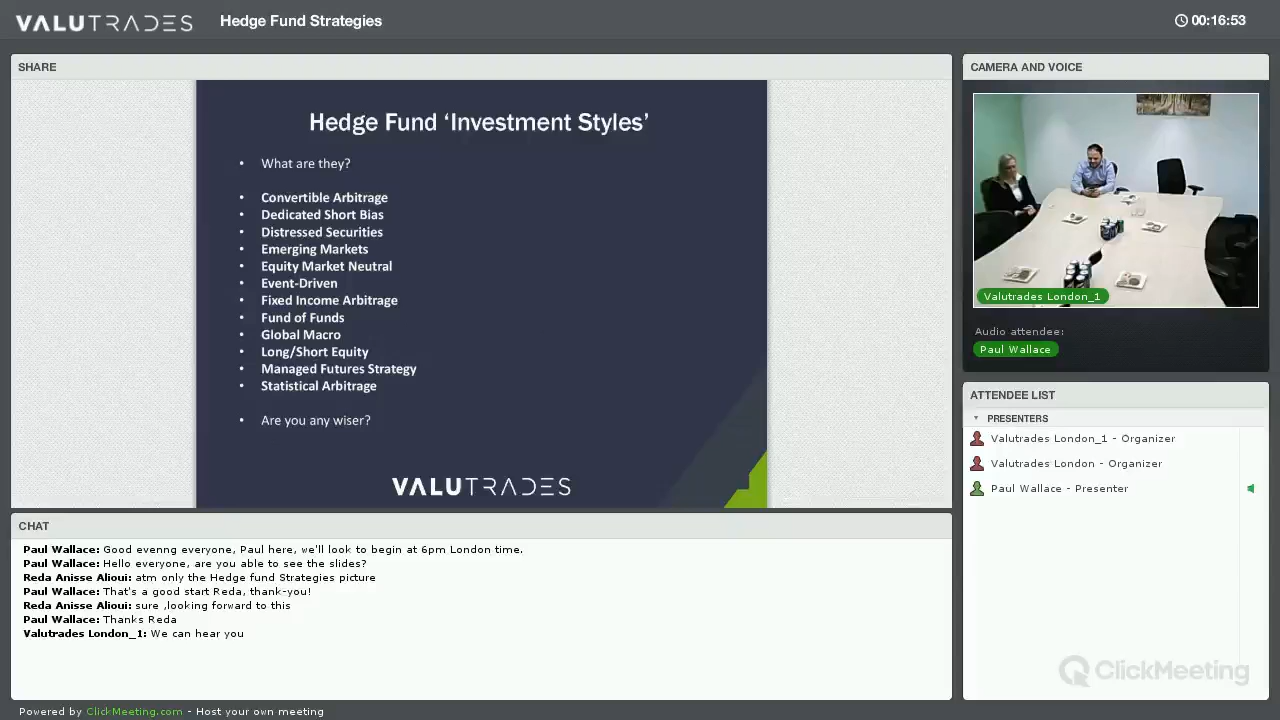 VALUTRADES
Hedge Fund Strategies
00:16:53
SHARE
Hedge Fund ‘Investment Styles’
• What are they?
• Convertible Arbitrage
• Dedicated Short Bias
• Distressed Securities
• Emerging Markets
• Equity Market Neutral
• Event-Driven
• Fixed Income Arbitrage
• Fund of Funds
• Global Macro
• Long/Short Equity
• Managed Futures Strategy
• Statistical Arbitrage
• Are you any wiser?
VALUTRADES
CHAT
Paul Wallace: Good evenng everyone, Paul here, we'll look to begin at 6pm London time.
Paul Wallace: Hello everyone, are you able to see the slides?
Reda Anisse Alioui: atm only the Hedge fund Strategies picture
Paul Wallace: That's a good start Reda, thank-you!
Reda Anisse Alioui: sure ,looking forward to this
Paul Wallace: Thanks Reda
Valutrades London_1: We can hear you
CAMERA AND VOICE
Valutrades London_1
Audio attendee:
Paul Wallace
ATTENDEE LIST
PRESENTERS
Valutrades London_1 - Organizer
Valutrades London - Organizer
Paul Wallace - Presenter
ClickMeeting
Powered by ClickMeeting.com - Host your own meeting